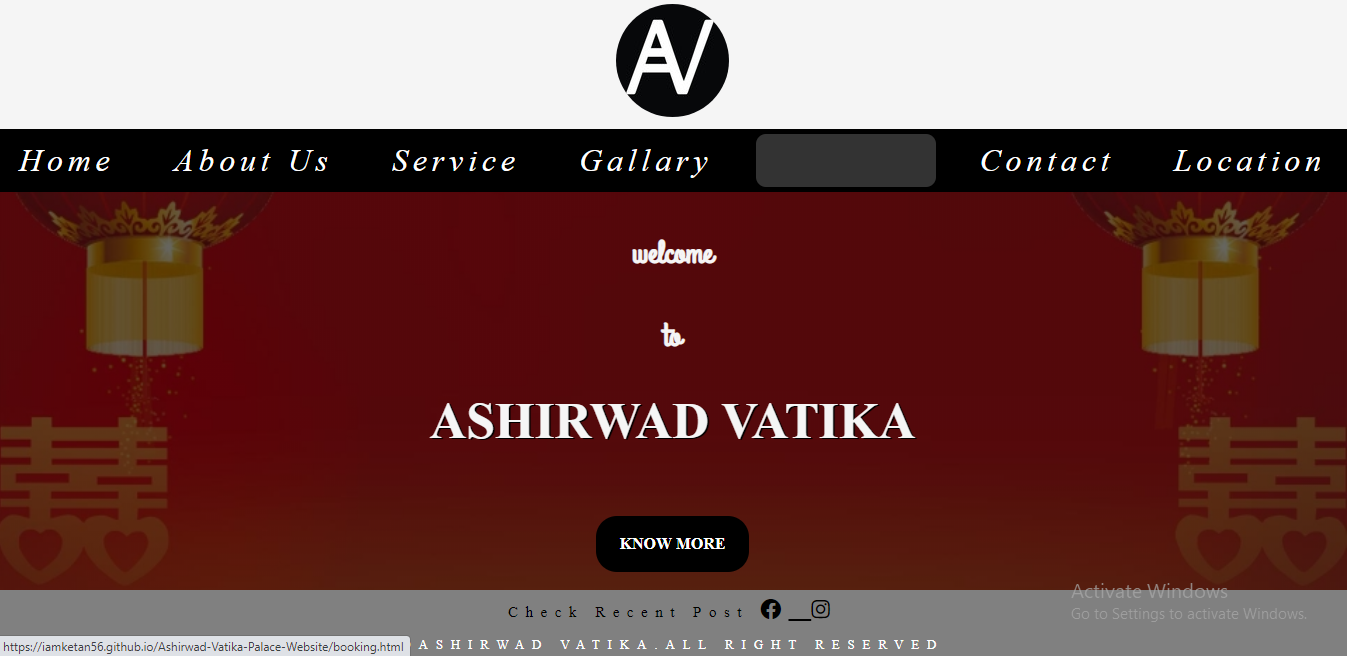 AV
Home About Us Service Gallary Contact Location
welcome
to
ASHIRWAD VATIKA
KNOW MORE
Activate Windows
Go to Settings to activate Windows.
Check Recent Post
https://iamketan56.github.io/Ashirwad-Vatika-Palace-Website/booking.html
ASHIRWAD VATIKA.ALL RIGHT RESERVED